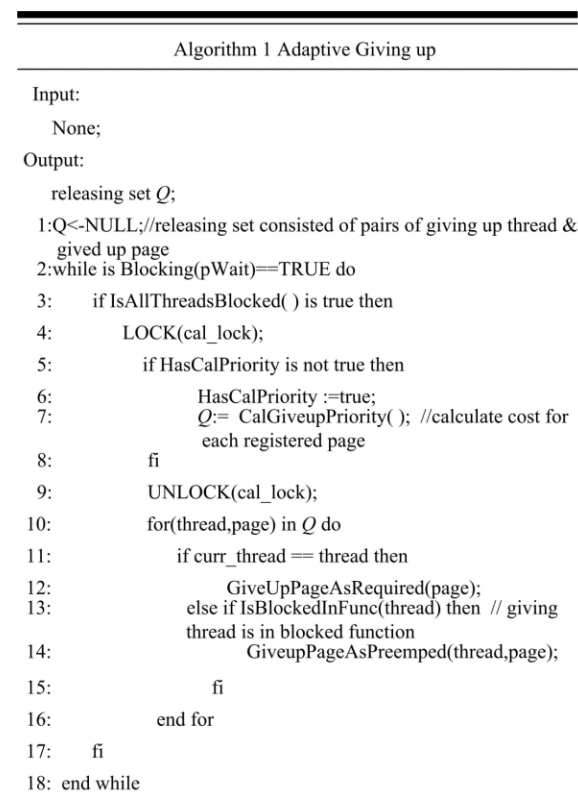 Algorithm 1 Adaptive Giving up
Input:
None;
Output:
releasing set Q;
1:Q<-NULL;//releasing set consisted of pairs of giving up thread &
gived up page
2:while is Blocking(pWait)==TRUE do
3: if IsAllThreadsBlocked( ) is true then
4: LOCK(cal_lock);
5: if HasCalPriority is not true then
6: HasCalPriority :=true;
7: Q:= CalGiveupPriority( ); //calculate cost for
each registered page
8: fi
9: UNLOCK(cal_lock);
10: for(thread,page) in Q do
11: if curr_thread == thread then
12: GiveUpPageAsRequired(page);
13: else if IsBlockedInFunc(thread) then // giving
thread is in blocked function
14: GiveupPageAsPreemped(thread,page);
15: fi
16: end for
17: fi
18: end while